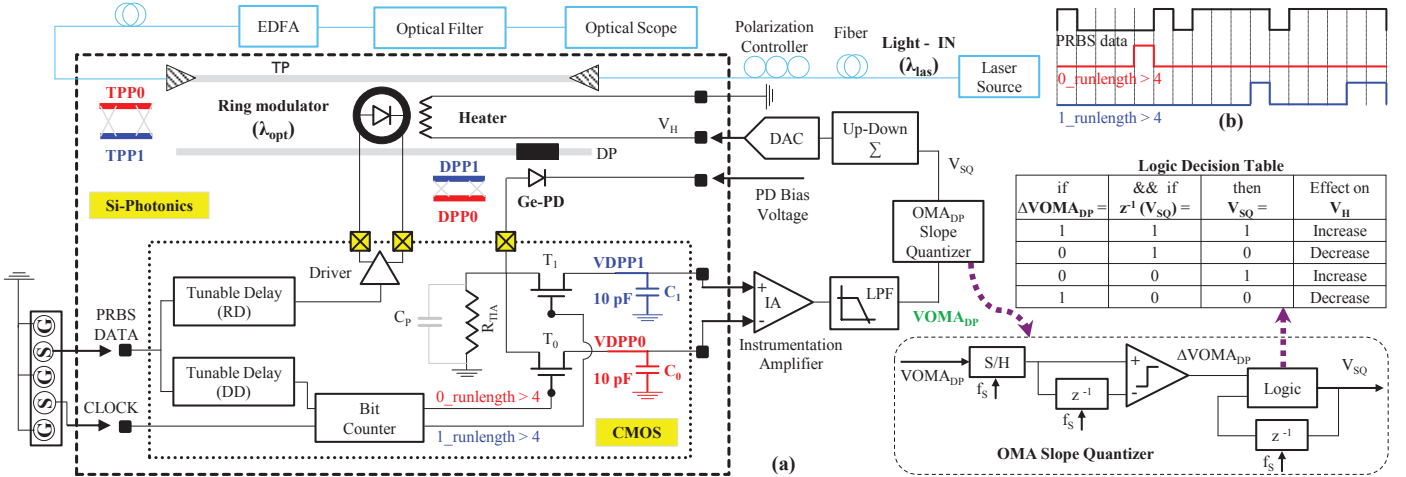 EDFA
Optical Filter
Optical Scope
Polarization
Controller
Fiber
Light - IN
(λlas)
Laser
Source
TP
TPP0
TPP1
Ring modulator
(λopt)
Heater
VH
DAC
Up-Down
Σ
VSQ
DP
DPP1
DPP0
Ge-PD
PD Bias
Voltage
Si-Photonics
OMADP
Slope
Quantizer
Driver
Tunable Delay
(RD)
Tunable Delay
(DD)
PRBS
DATA
CLOCK
G
S
G
S
G
CP
RTIA
T1
T0
VDPP1
10 pF
C1
VDPP0
10 pF
C0
+
IA
-
Instrumentation
Amplifier
LPF
VOMADP
Bit
Counter
0_runlength > 4
1_runlength > 4
CMOS
(a)
PRBS data
0_runlength > 4
1_runlength > 4
(b)
Logic Decision Table
if ΔVOMADP = && if z-1 (VSQ) = then VSQ = Effect on VH
1 1 1 Increase
0 1 0 Decrease
0 0 1 Increase
1 0 0 Decrease
VOMADP
S/H
fS
z -1
fS
+
-
ΔVOMADP
Logic
VSQ
z -1
fS
OMA Slope Quantizer